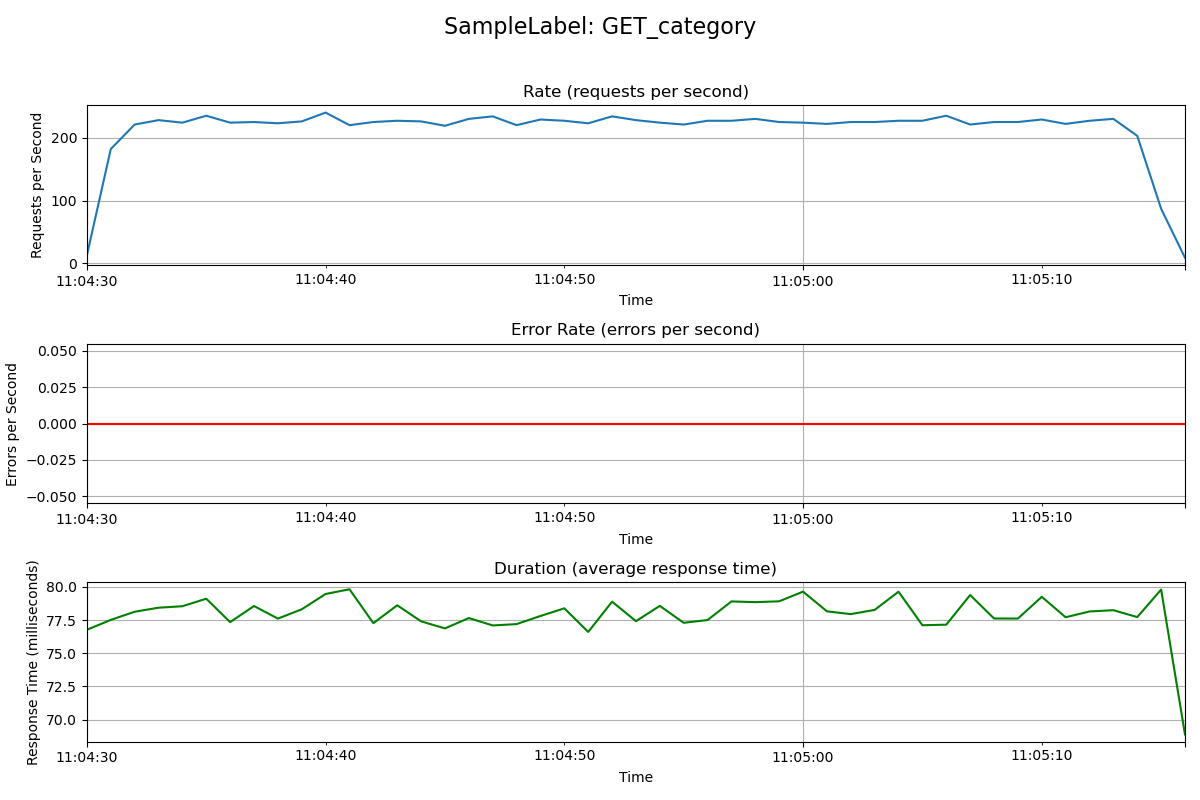 SampleLabel: GET_category
Rate (requests per second)
Requests per Second
200
100
0
11:04:30 11:04:40 11:04:50 11:05:00 11:05:10
Time
Error Rate (errors per second)
Errors per Second
0.050
0.025
0.000
−0.025
−0.050
11:04:30 11:04:40 11:04:50 11:05:00 11:05:10
Time
Duration (average response time)
Response Time (milliseconds)
80.0
77.5
75.0
72.5
70.0
11:04:30 11:04:40 11:04:50 11:05:00 11:05:10
Time